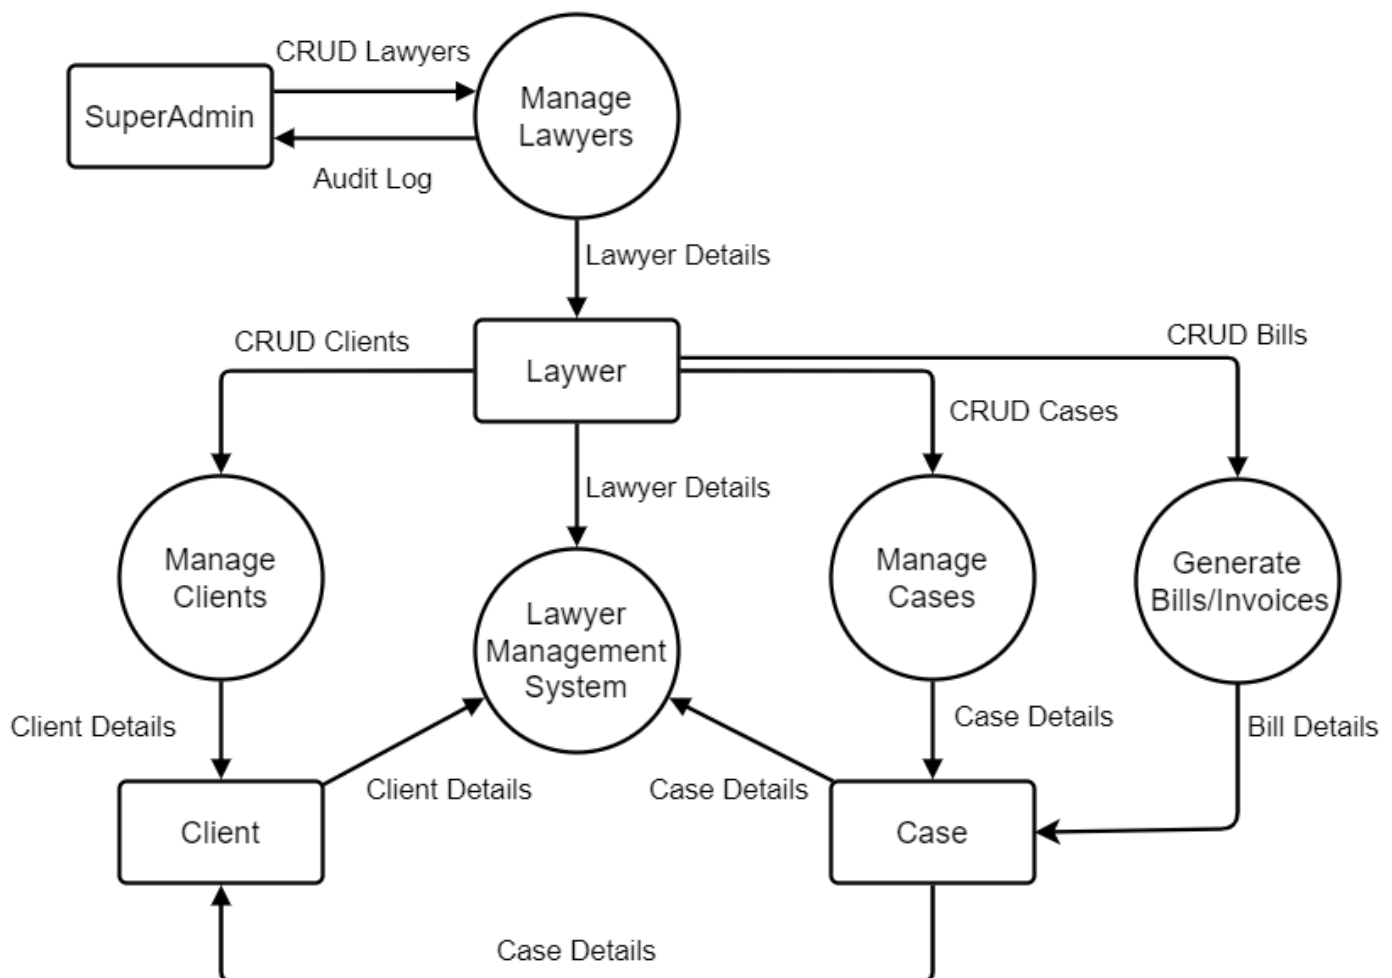 CRUD Lawyers
SuperAdmin
Manage
Lawyers
Audit Log
Lawyer Details
CRUD Clients
Laywer
CRUD Bills
CRUD Cases
Lawyer Details
Manage
Clients
Lawyer
Management
System
Manage
Cases
Generate
Bills/Invoices
Client Details
Case Details
Bill Details
Client Details
Case Details
Client
Case
Case Details